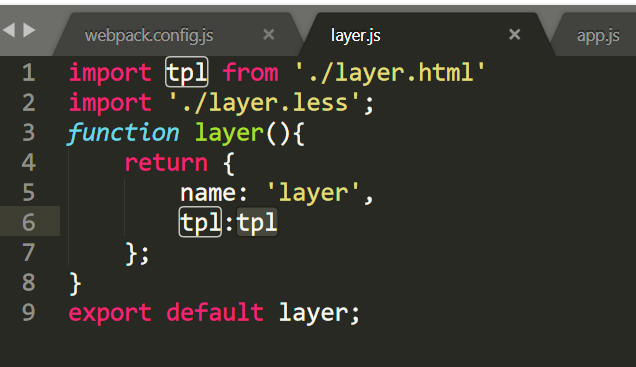 webpack.config.js × layer.js × app.js
1 import tpl from './layer.html'
2 import './layer.less';
3 function layer(){
4 return {
5 name: 'layer',
6 tpl:tpl
7 };
8 }
9 export default layer;